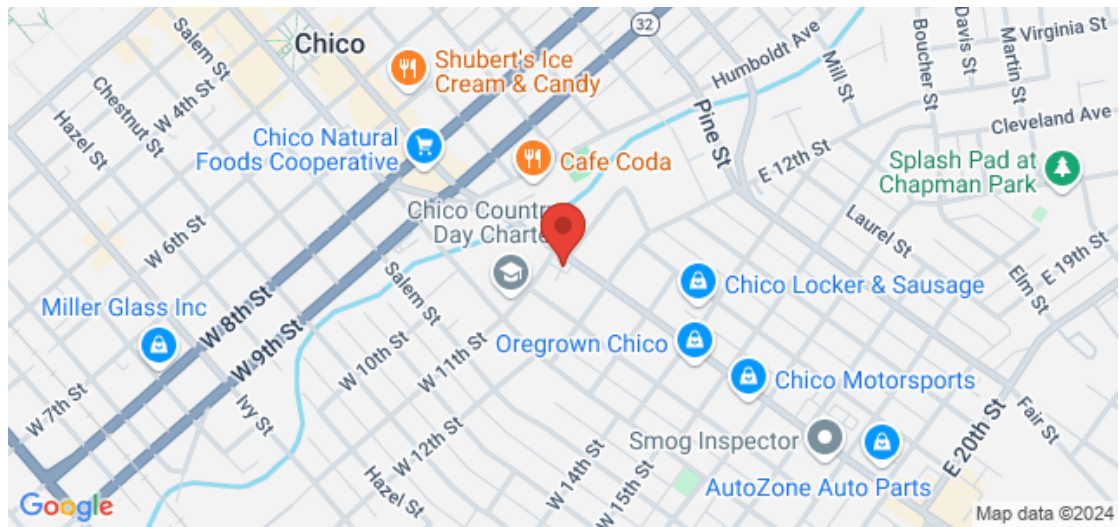 Salem St
Chico
32
Humboldt Ave
Davis St
Martin St
Virginia St
Boucher St
Mill St
Shubert's Ice
Cream & Candy
Chestnut St
W 4th St
Hazel St
Pine St
Cleveland Ave
Chico Natural
Foods Cooperative
Cafe Coda
E 12th St
Splash Pad at
Chapman Park
Chico Country
Day Charte
Laurel St
W 6th St
Elm St
E 19th St
Miller Glass Inc
W 8th St
W 9th St
Salem St
Chico Locker & Sausage
W 10th St
W 11th St
Oregrown Chico
Chico Motorsports
W 7th St
Ivy St
W 12th St
Hazel St
W 14th St
W 15th St
Smog Inspector
AutoZone Auto Parts
E 20th St
Fair St
Google
Map data ©2024